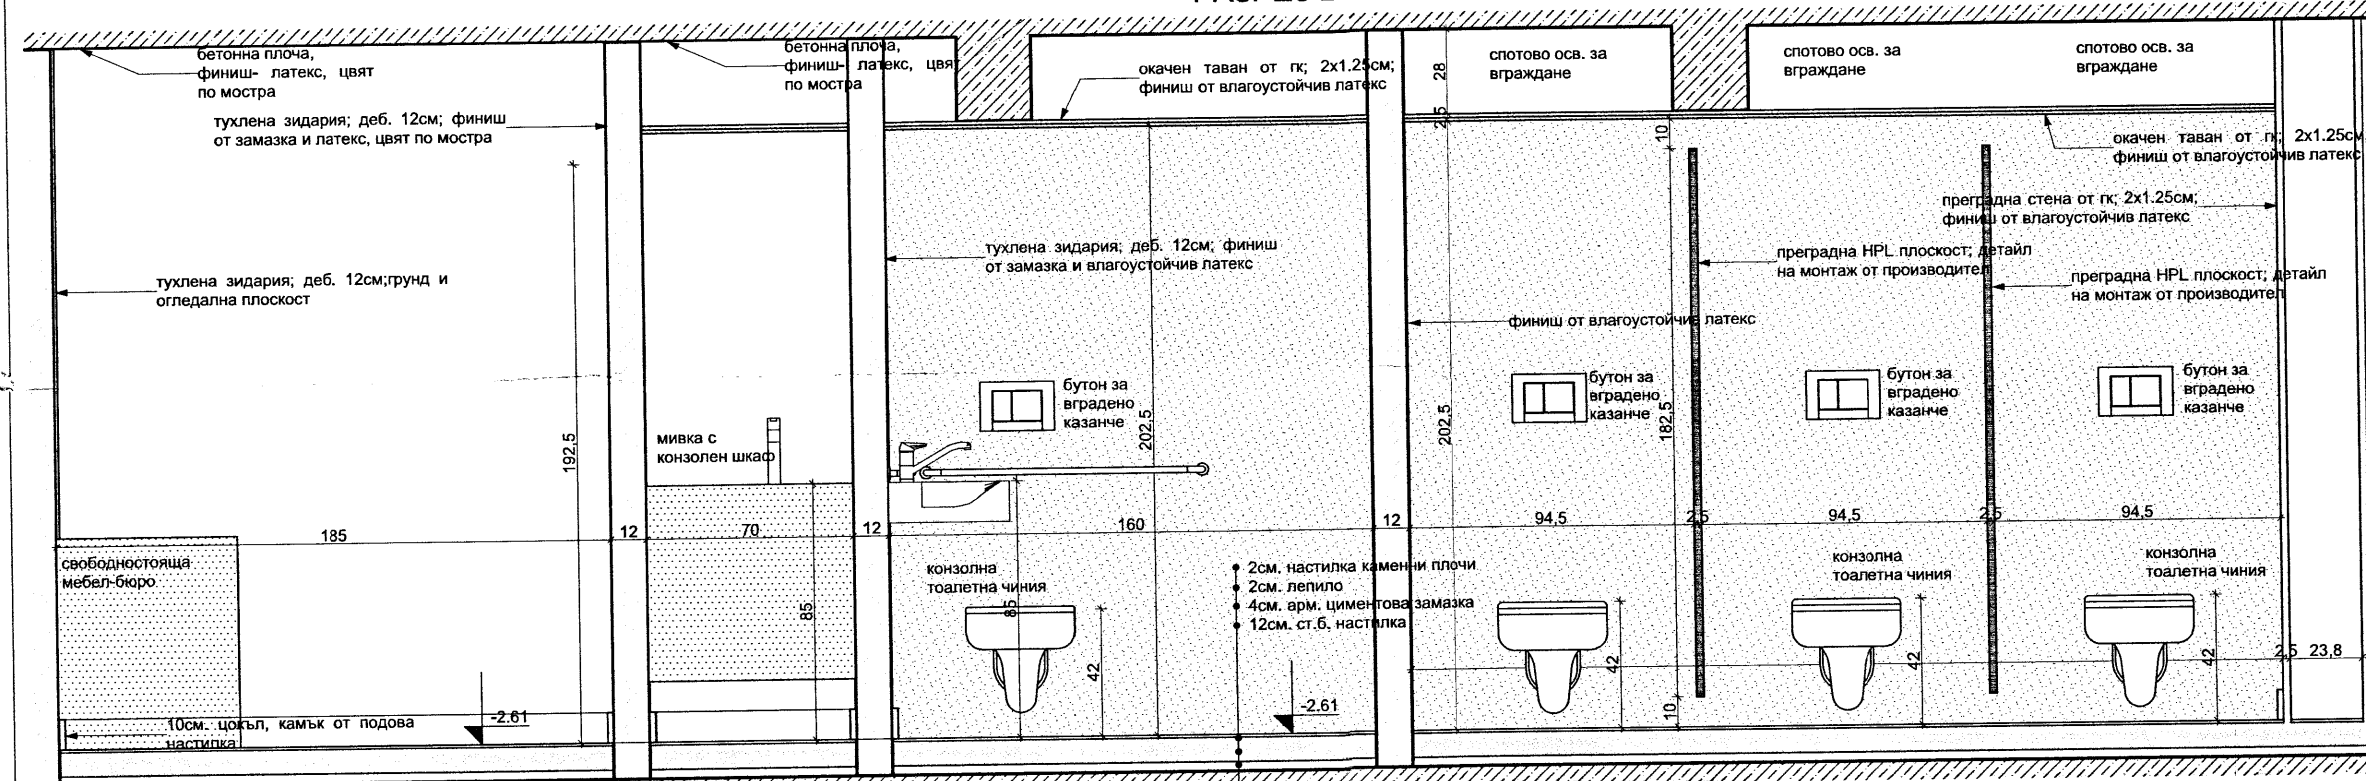 бетонна плоча,
финиш- латекс, цвят
по мостра
бетонна плоча,
финиш- латекс, цвят
по мостра
окачен таван от гк; 2x1.25см;
финиш от влагоустойчив латекс
28
2,5
спотово осв. за
вграждане
спотово осв. за
вграждане
спотово осв. за
вграждане
тухлена зидария; деб. 12см; финиш
от замазка и латекс, цвят по мостра
10
окачен таван от гк; 2x1.25см
финиш от влагоустойчив латекс
преградна стена от гк; 2x1.25см;
финиш от влагоустойчив латекс
тухлена зидария; деб. 12см; финиш
от замазка и влагоустойчив латекс
преградна HPL плоскост; детайл
на монтаж от производител
преградна HPL плоскост; детайл
на монтаж от производител
тухлена зидария; деб. 12см;грунд и
огледална плоскост
финиш от влагоустойчив латекс
бутон за
вградено
казанче
бутон за
вградено
казанче
бутон за
вградено
казанче
бутон за
вградено
казанче
192,5
мивка с
конзолен шкаф
202,5
202,5
182,5
185
12
70
12
160
12
94,5
2,5
94,5
2,5
94,5
свободностояща
мебел-бюро
85
конзолна
тоалетна чиния
85
42
2см. настилка каменни плочи
2см. лепило
4см. арм. циментова замазка
12см. ст.б. настилка
42
конзолна
тоалетна чиния
42
конзолна
тоалетна чиния
42
2,5
23,8
10см. цокъл, камък от подова
настилка
-2.61
-2.61
10